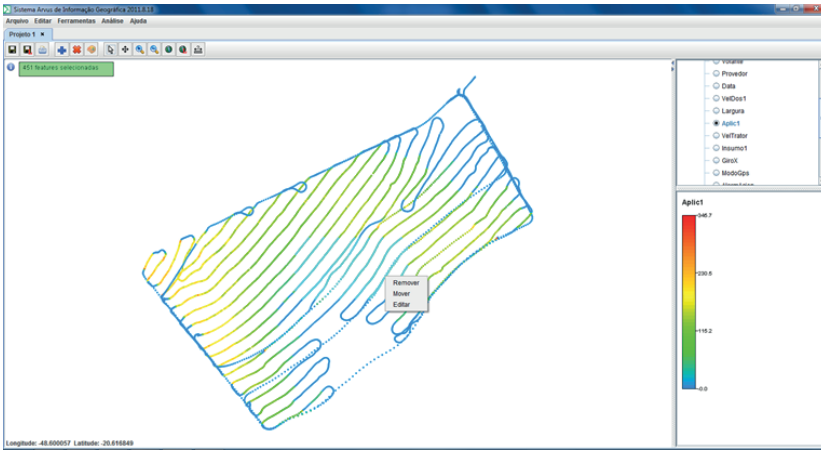 Sistema Arvus de Informação Geográfica 2011.8.18
Arquivo Editar Ferramentas Análise Ajuda
Projeto 1
451 features selecionadas
Volante
Provedor
Data
VelDos1
Largura
Aplic1
VelTrator
Insumo1
GiroX
ModoGps
Remover
Mover
Editar
Aplic1
346.7
230.8
115.2
0.0
Longitude: -48.600057 Latitude: -20.616849